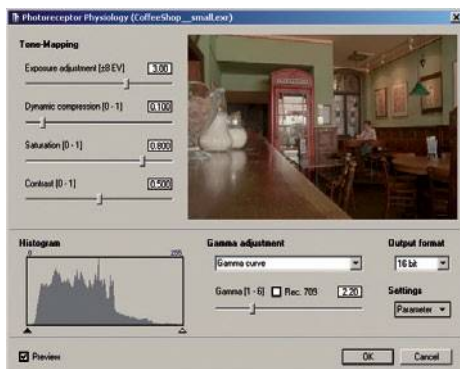 Photoreceptor Physiology (CoffeeShop__small.exr)
Tone-Mapping
Exposure adjustment [±8 EV] 3.00
Dynamic compression [0 - 1] 0.100
Saturation [0 - 1] 0.800
Contrast [0 - 1] 0.500
Histogram
0 255
Gamma adjustment
Gamma curve
Gamma [1 - 6] Rec. 709 2.20
Output format
16 bit
Settings
Parameter
Preview
OK Cancel